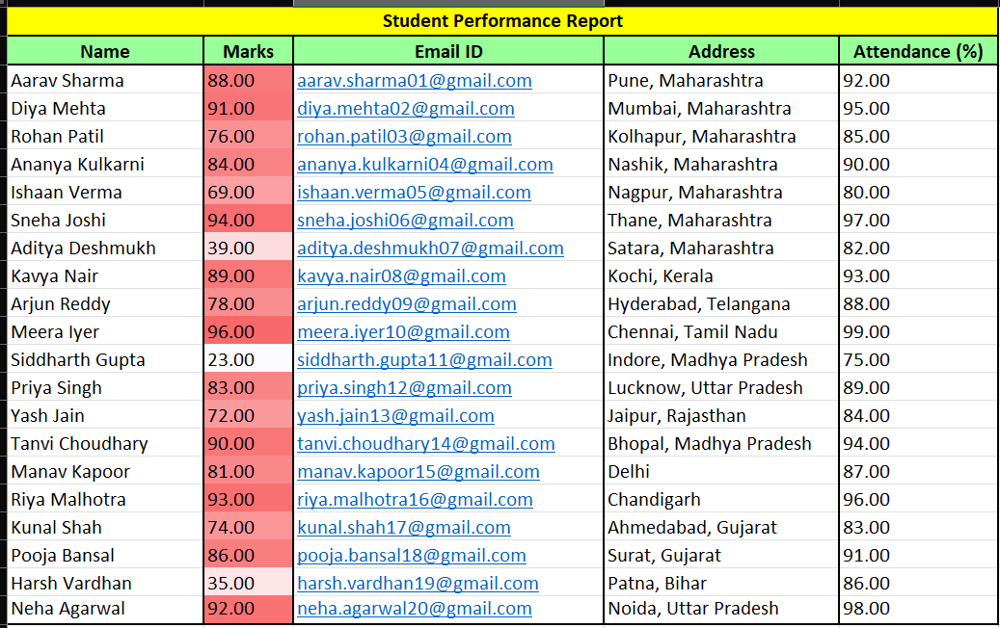 Student Performance Report
Name Marks Email ID Address Attendance (%)
Aarav Sharma 88.00 aarav.sharma01@gmail.com Pune, Maharashtra 92.00
Diya Mehta 91.00 diya.mehta02@gmail.com Mumbai, Maharashtra 95.00
Rohan Patil 76.00 rohan.patil03@gmail.com Kolhapur, Maharashtra 85.00
Ananya Kulkarni 84.00 ananya.kulkarni04@gmail.com Nashik, Maharashtra 90.00
Ishaan Verma 69.00 ishaan.verma05@gmail.com Nagpur, Maharashtra 80.00
Sneha Joshi 94.00 sneha.joshi06@gmail.com Thane, Maharashtra 97.00
Aditya Deshmukh 39.00 aditya.deshmukh07@gmail.com Satara, Maharashtra 82.00
Kavya Nair 89.00 kavya.nair08@gmail.com Kochi, Kerala 93.00
Arjun Reddy 78.00 arjun.reddy09@gmail.com Hyderabad, Telangana 88.00
Meera Iyer 96.00 meera.iyer10@gmail.com Chennai, Tamil Nadu 99.00
Siddharth Gupta 23.00 siddharth.gupta11@gmail.com Indore, Madhya Pradesh 75.00
Priya Singh 83.00 priya.singh12@gmail.com Lucknow, Uttar Pradesh 89.00
Yash Jain 72.00 yash.jain13@gmail.com Jaipur, Rajasthan 84.00
Tanvi Choudhary 90.00 tanvi.choudhary14@gmail.com Bhopal, Madhya Pradesh 94.00
Manav Kapoor 81.00 manav.kapoor15@gmail.com Delhi 87.00
Riya Malhotra 93.00 riya.malhotra16@gmail.com Chandigarh 96.00
Kunal Shah 74.00 kunal.shah17@gmail.com Ahmedabad, Gujarat 83.00
Pooja Bansal 86.00 pooja.bansal18@gmail.com Surat, Gujarat 91.00
Harsh Vardhan 35.00 harsh.vardhan19@gmail.com Patna, Bihar 86.00
Neha Agarwal 92.00 neha.agarwal20@gmail.com Noida, Uttar Pradesh 98.00